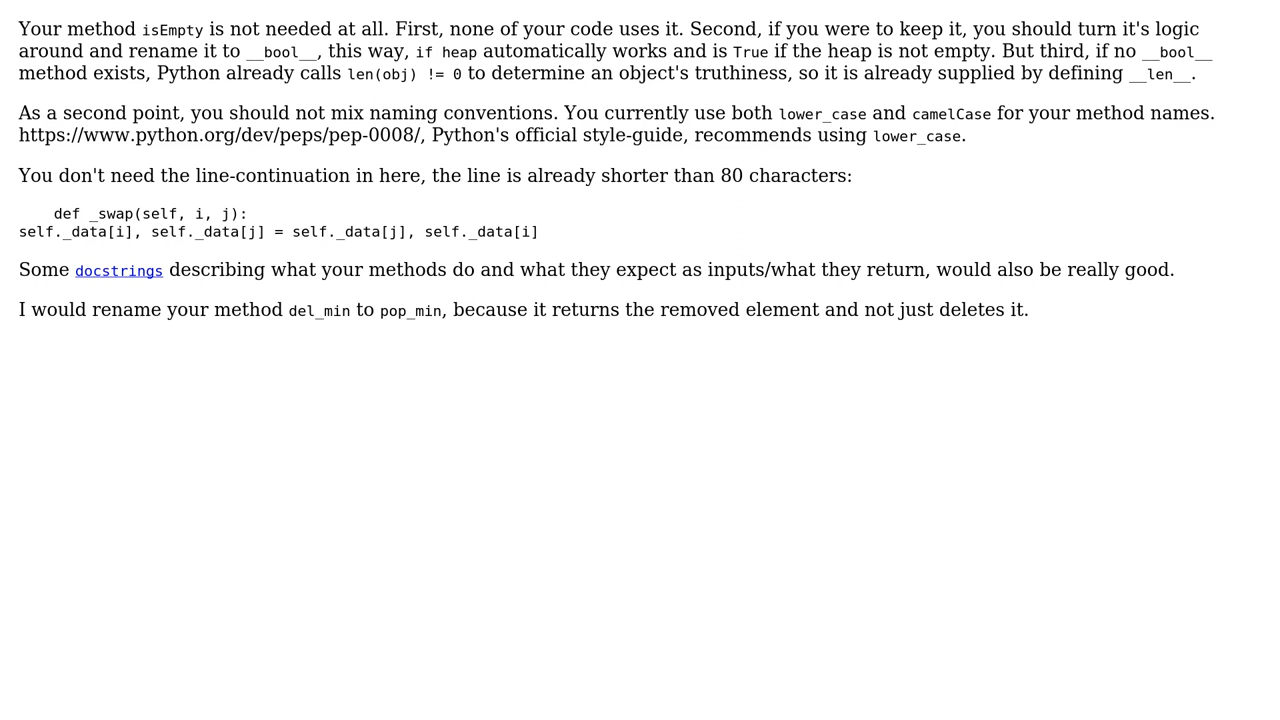 Your method isEmpty is not needed at all. First, none of your code uses it. Second, if you were to keep it, you should turn it's logic
around and rename it to __bool__, this way, if heap automatically works and is True if the heap is not empty. But third, if no __bool__
method exists, Python already calls len(obj) != 0 to determine an object's truthiness, so it is already supplied by defining __len__.
As a second point, you should not mix naming conventions. You currently use both lower_case and camelCase for your method names.
https://www.python.org/dev/peps/pep-0008/, Python's official style-guide, recommends using lower_case.
You don't need the line-continuation in here, the line is already shorter than 80 characters:
    def _swap(self, i, j):
self._data[i], self._data[j] = self._data[j], self._data[i]
Some docstrings describing what your methods do and what they expect as inputs/what they return, would also be really good.
I would rename your method del_min to pop_min, because it returns the removed element and not just deletes it.